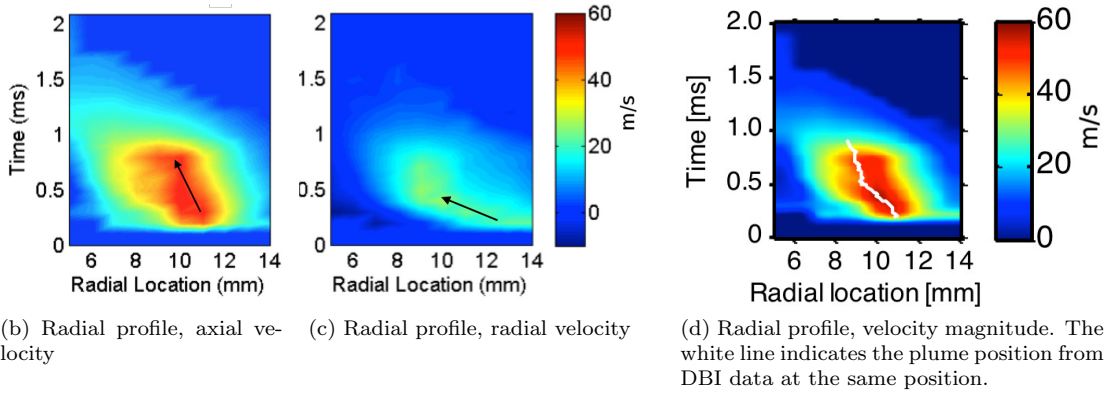 2
1.5
1
0.5
0
Time (ms)
6 8 10 12 14
Radial Location (mm)
2
1.5
1
0.5
0
6 8 10 12 14
Radial Location (mm)
60
40
20
0
m/s
2.0
1.5
1.0
0.5
0
Time [ms]
6 8 10 12 14
Radial location [mm]
60
40
20
0
m/s
(b) Radial profile, axial ve-
locity
(c) Radial profile, radial velocity
(d) Radial profile, velocity magnitude. The
white line indicates the plume position from
DBI data at the same position.